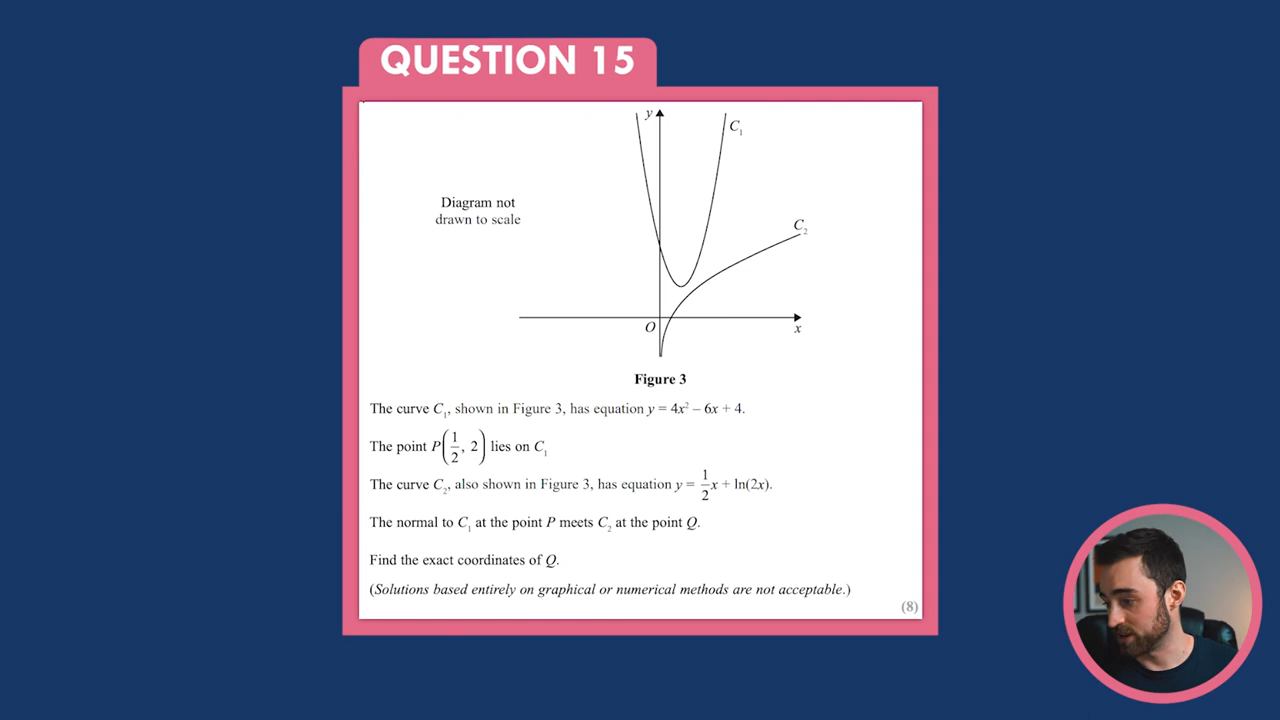 QUESTION 15
y
C₁
Diagram not
drawn to scale
C₂
O
x
Figure 3
The curve C₁, shown in Figure 3, has equation y = 4x² – 6x + 4.
The point P(1/2, 2) lies on C₁
The curve C₂, also shown in Figure 3, has equation y = 1/2 x + ln(2x).
The normal to C₁ at the point P meets C₂ at the point Q.
Find the exact coordinates of Q.
(Solutions based entirely on graphical or numerical methods are not acceptable.)
(8)